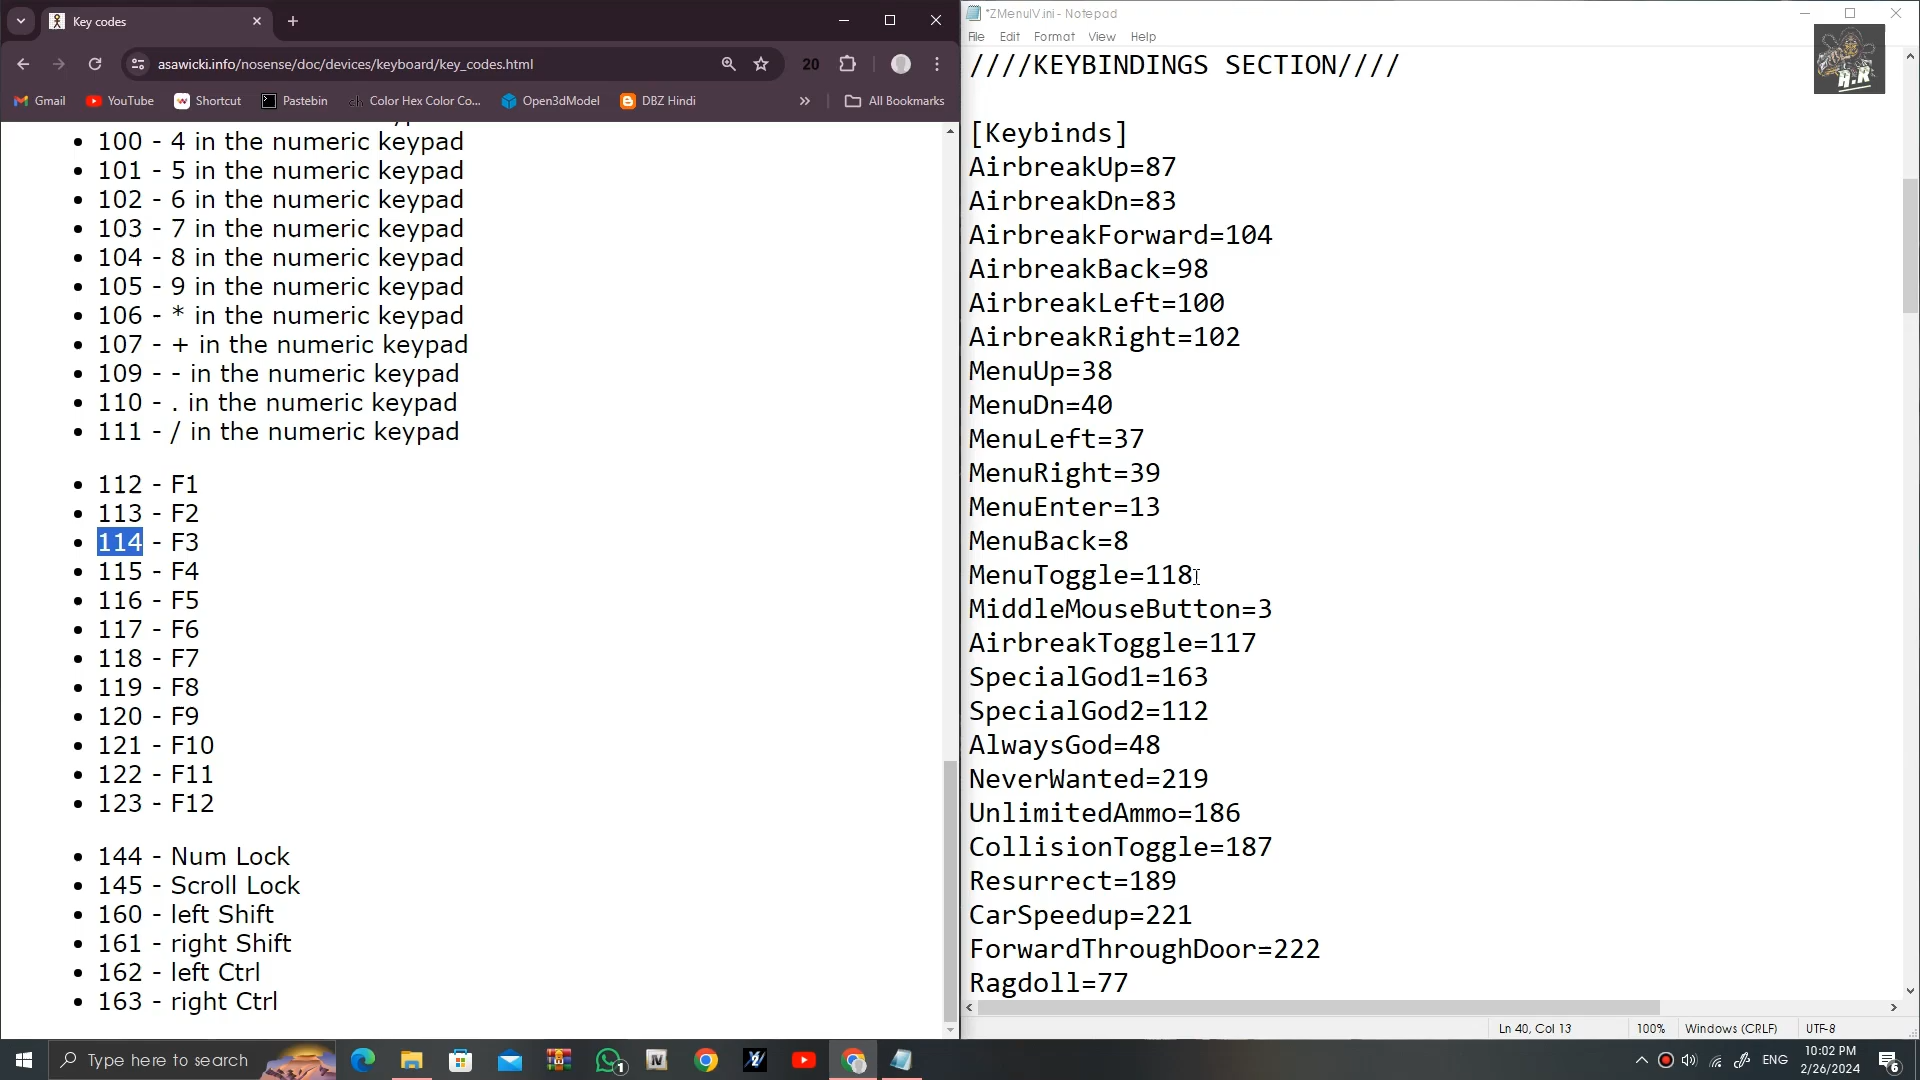 Key codes
asawicki.info/nosense/doc/devices/keyboard/key_codes.html
20
Gmail
YouTube
Shortcut
Pastebin
Color Hex Color Co...
Open3dModel
DBZ Hindi
»
All Bookmarks
100 - 4 in the numeric keypad
101 - 5 in the numeric keypad
102 - 6 in the numeric keypad
103 - 7 in the numeric keypad
104 - 8 in the numeric keypad
105 - 9 in the numeric keypad
106 - * in the numeric keypad
107 - + in the numeric keypad
109 - - in the numeric keypad
110 - . in the numeric keypad
111 - / in the numeric keypad
112 - F1
113 - F2
114 - F3
115 - F4
116 - F5
117 - F6
118 - F7
119 - F8
120 - F9
121 - F10
122 - F11
123 - F12
144 - Num Lock
145 - Scroll Lock
160 - left Shift
161 - right Shift
162 - left Ctrl
163 - right Ctrl
*ZMenuIV.ini - Notepad
File Edit Format View Help
A.R
////KEYBINDINGS SECTION////
[Keybinds]
AirbreakUp=87
AirbreakDn=83
AirbreakForward=104
AirbreakBack=98
AirbreakLeft=100
AirbreakRight=102
MenuUp=38
MenuDn=40
MenuLeft=37
MenuRight=39
MenuEnter=13
MenuBack=8
MenuToggle=118
MiddleMouseButton=3
AirbreakToggle=117
SpecialGod1=163
SpecialGod2=112
AlwaysGod=48
NeverWanted=219
UnlimitedAmmo=186
CollisionToggle=187
Resurrect=189
CarSpeedup=221
ForwardThroughDoor=222
Ragdoll=77
Ln 40, Col 13
100%
Windows (CRLF)
UTF-8
Type here to search
1
IV
ENG
10:02 PM
2/26/2024
6